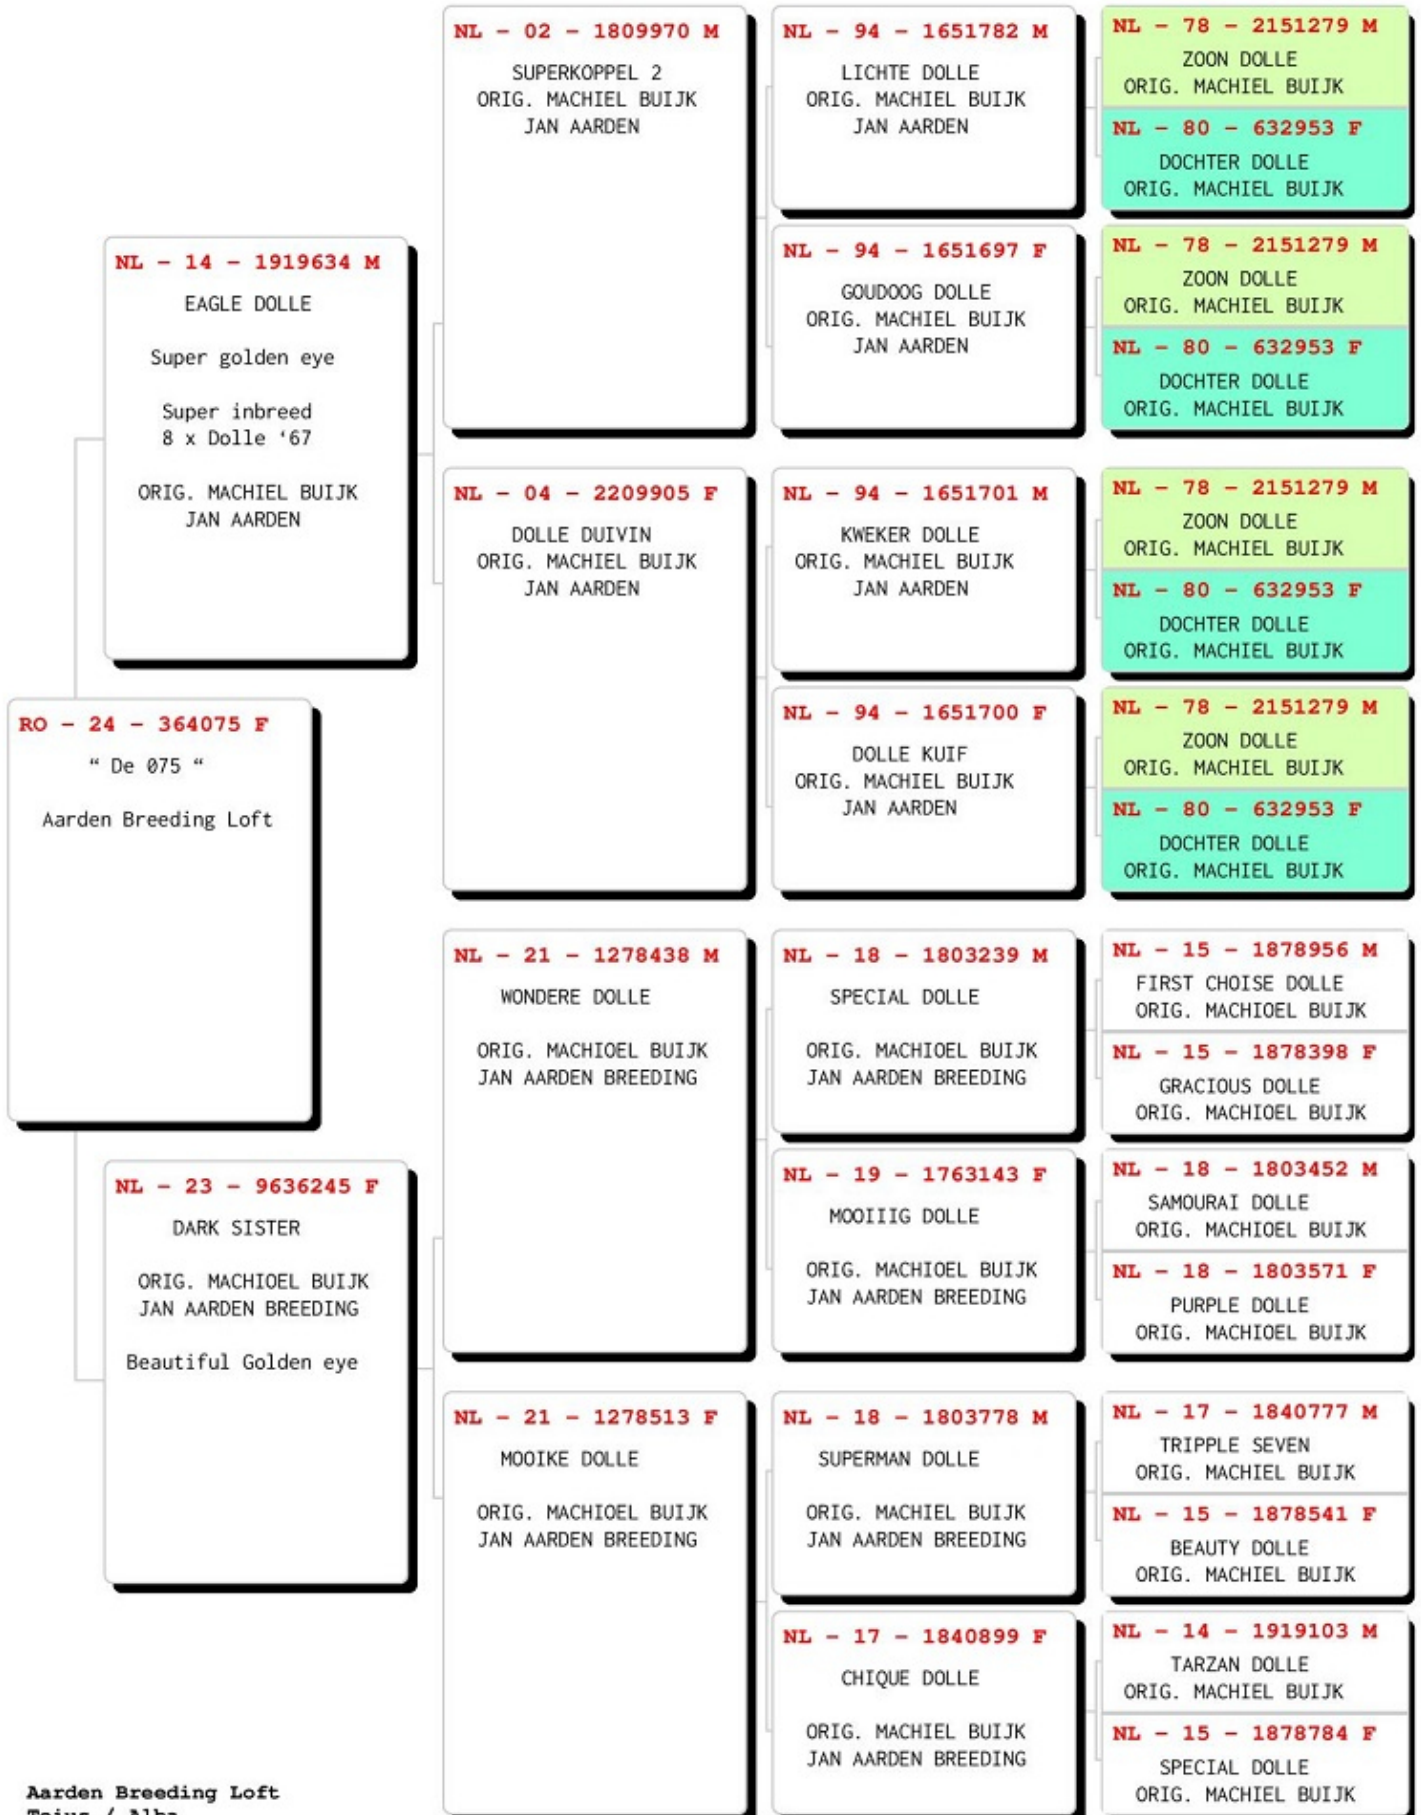 NL - 02 - 1809970 M
SUPERKOPPEL 2
ORIG. MACHIEL BUIJK
JAN AARDEN
NL - 94 - 1651782 M
LICHTE DOLLE
ORIG. MACHIEL BUIJK
JAN AARDEN
NL - 78 - 2151279 M
ZOON DOLLE
ORIG. MACHIEL BUIJK
NL - 80 - 632953 F
DOCHTER DOLLE
ORIG. MACHIEL BUIJK
NL - 94 - 1651697 F
GOUDOOG DOLLE
ORIG. MACHIEL BUIJK
JAN AARDEN
NL - 78 - 2151279 M
ZOON DOLLE
ORIG. MACHIEL BUIJK
NL - 80 - 632953 F
DOCHTER DOLLE
ORIG. MACHIEL BUIJK
NL - 14 - 1919634 M
EAGLE DOLLE
Super golden eye
Super inbreed
8 x Dolle ‘67
ORIG. MACHIEL BUIJK
JAN AARDEN
NL - 04 - 2209905 F
DOLLE DUIVIN
ORIG. MACHIEL BUIJK
JAN AARDEN
NL - 94 - 1651701 M
KWEKER DOLLE
ORIG. MACHIEL BUIJK
JAN AARDEN
NL - 78 - 2151279 M
ZOON DOLLE
ORIG. MACHIEL BUIJK
NL - 80 - 632953 F
DOCHTER DOLLE
ORIG. MACHIEL BUIJK
NL - 94 - 1651700 F
DOLLE KUIF
ORIG. MACHIEL BUIJK
JAN AARDEN
NL - 78 - 2151279 M
ZOON DOLLE
ORIG. MACHIEL BUIJK
NL - 80 - 632953 F
DOCHTER DOLLE
ORIG. MACHIEL BUIJK
RO - 24 - 364075 F
“ De 075 “
Aarden Breeding Loft
NL - 21 - 1278438 M
WONDERE DOLLE
ORIG. MACHIOEL BUIJK
JAN AARDEN BREEDING
NL - 18 - 1803239 M
SPECIAL DOLLE
ORIG. MACHIOEL BUIJK
JAN AARDEN BREEDING
NL - 15 - 1878956 M
FIRST CHOISE DOLLE
ORIG. MACHIOEL BUIJK
NL - 15 - 1878398 F
GRACIOUS DOLLE
ORIG. MACHIOEL BUIJK
NL - 19 - 1763143 F
MOOIIIG DOLLE
ORIG. MACHIOEL BUIJK
JAN AARDEN BREEDING
NL - 18 - 1803452 M
SAMOURAI DOLLE
ORIG. MACHIOEL BUIJK
NL - 18 - 1803571 F
PURPLE DOLLE
ORIG. MACHIOEL BUIJK
NL - 23 - 9636245 F
DARK SISTER
ORIG. MACHIOEL BUIJK
JAN AARDEN BREEDING
Beautiful Golden eye
NL - 21 - 1278513 F
MOOIKE DOLLE
ORIG. MACHIOEL BUIJK
JAN AARDEN BREEDING
NL - 18 - 1803778 M
SUPERMAN DOLLE
ORIG. MACHIEL BUIJK
JAN AARDEN BREEDING
NL - 17 - 1840777 M
TRIPPLE SEVEN
ORIG. MACHIEL BUIJK
NL - 15 - 1878541 F
BEAUTY DOLLE
ORIG. MACHIEL BUIJK
NL - 17 - 1840899 F
CHIQUE DOLLE
ORIG. MACHIEL BUIJK
JAN AARDEN BREEDING
NL - 14 - 1919103 M
TARZAN DOLLE
ORIG. MACHIEL BUIJK
NL - 15 - 1878784 F
SPECIAL DOLLE
ORIG. MACHIEL BUIJK
Aarden Breeding Loft